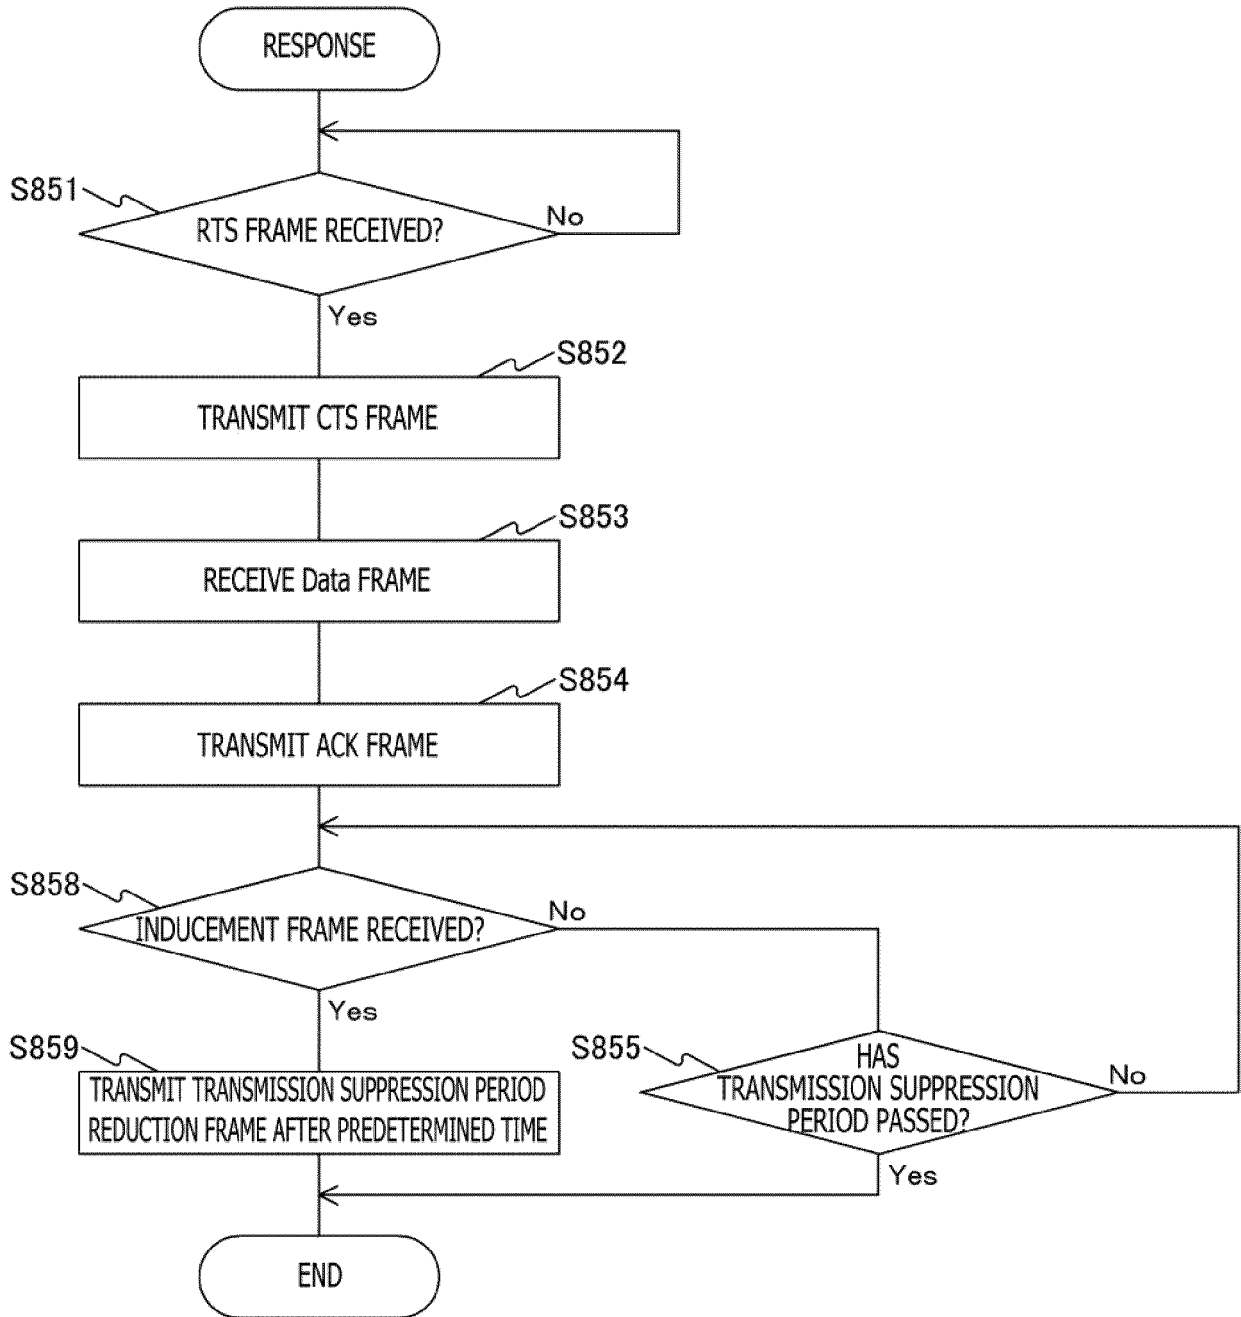 RESPONSE
S851
RTS FRAME RECEIVED?
No
Yes
S852
TRANSMIT CTS FRAME
S853
RECEIVE Data FRAME
S854
TRANSMIT ACK FRAME
S858
INDUCEMENT FRAME RECEIVED?
No
Yes
S859
TRANSMIT TRANSMISSION SUPPRESSION PERIOD
REDUCTION FRAME AFTER PREDETERMINED TIME
S855
HAS
TRANSMISSION SUPPRESSION
PERIOD PASSED?
No
Yes
END